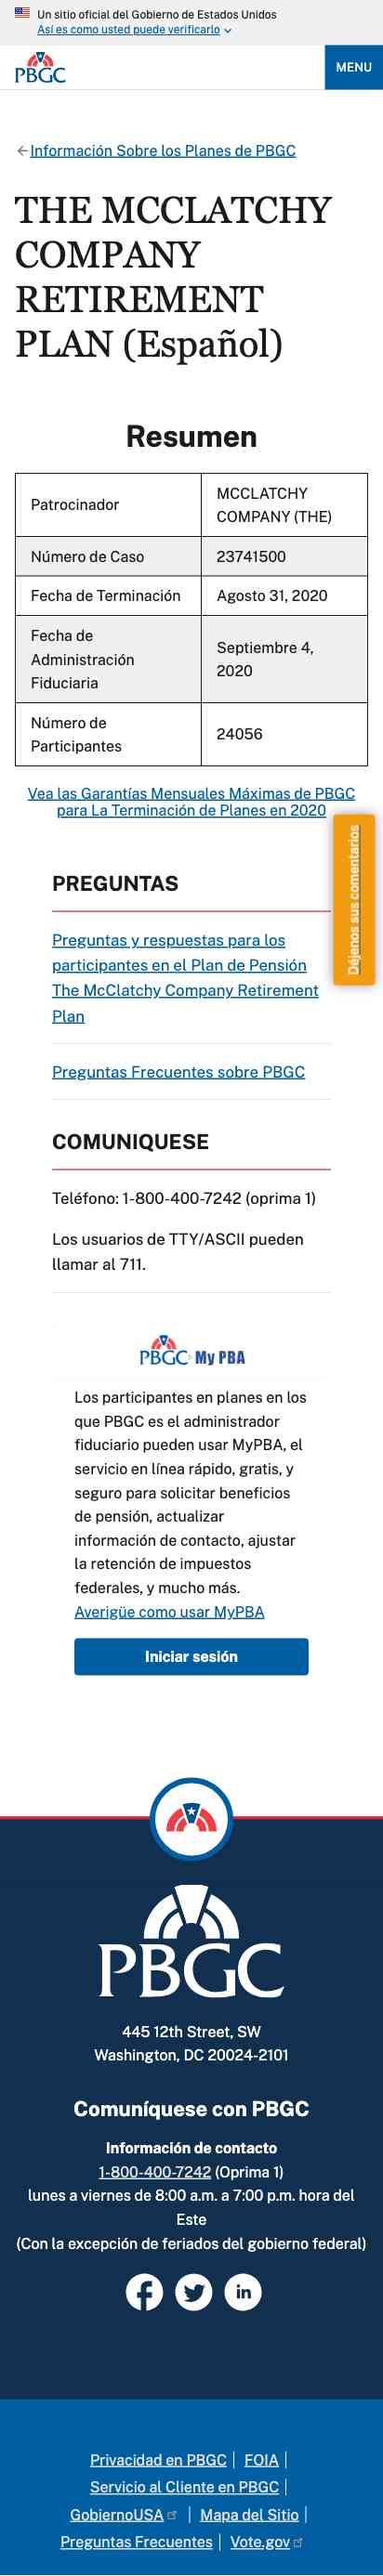 Un sitio oficial del Gobierno de Estados Unidos
Así es como usted puede verificarlo
PBGC
MENU
Información Sobre los Planes de PBGC
THE MCCLATCHY
COMPANY
RETIREMENT
PLAN (Español)
Resumen
Patrocinador
MCCLATCHY
COMPANY (THE)
Número de Caso
23741500
Fecha de Terminación
Agosto 31, 2020
Fecha de
Administración
Fiduciaria
Septiembre 4,
2020
Número de
Participantes
24056
Vea las Garantías Mensuales Máximas de PBGC
para La Terminación de Planes en 2020
Déjenos sus comentarios
PREGUNTAS
Preguntas y respuestas para los
participantes en el Plan de Pensión
The McClatchy Company Retirement
Plan
Preguntas Frecuentes sobre PBGC
COMUNIQUESE
Teléfono: 1-800-400-7242 (oprima 1)
Los usuarios de TTY/ASCII pueden
llamar al 711.
PBGC My PBA
Los participantes en planes en los
que PBGC es el administrador
fiduciario pueden usar MyPBA, el
servicio en línea rápido, gratis, y
seguro para solicitar beneficios
de pensión, actualizar
información de contacto, ajustar
la retención de impuestos
federales, y mucho más.
Averigüe como usar MyPBA
Iniciar sesión
PBGC
445 12th Street, SW
Washington, DC 20024-2101
Comuníquese con PBGC
Información de contacto
1-800-400-7242 (Oprima 1)
lunes a viernes de 8:00 a.m. a 7:00 p.m. hora del
Este
(Con la excepción de feriados del gobierno federal)
Privacidad en PBGC | FOIA |
Servicio al Cliente en PBGC |
GobiernoUSA | Mapa del Sitio |
Preguntas Frecuentes | Vote.gov